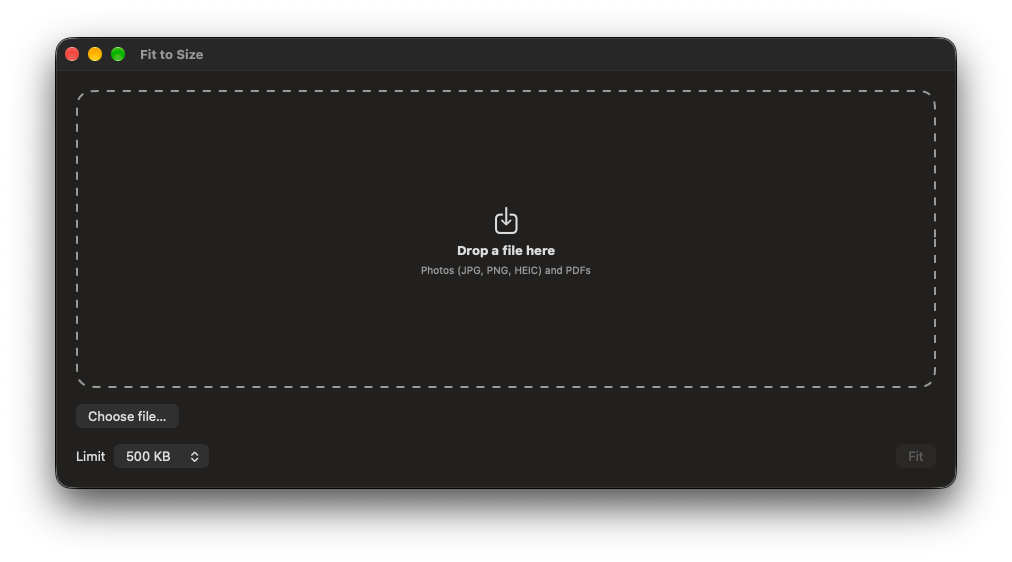 Fit to Size
Drop a file here
Photos (JPG, PNG, HEIC) and PDFs
Choose file...
Limit 500 KB Fit